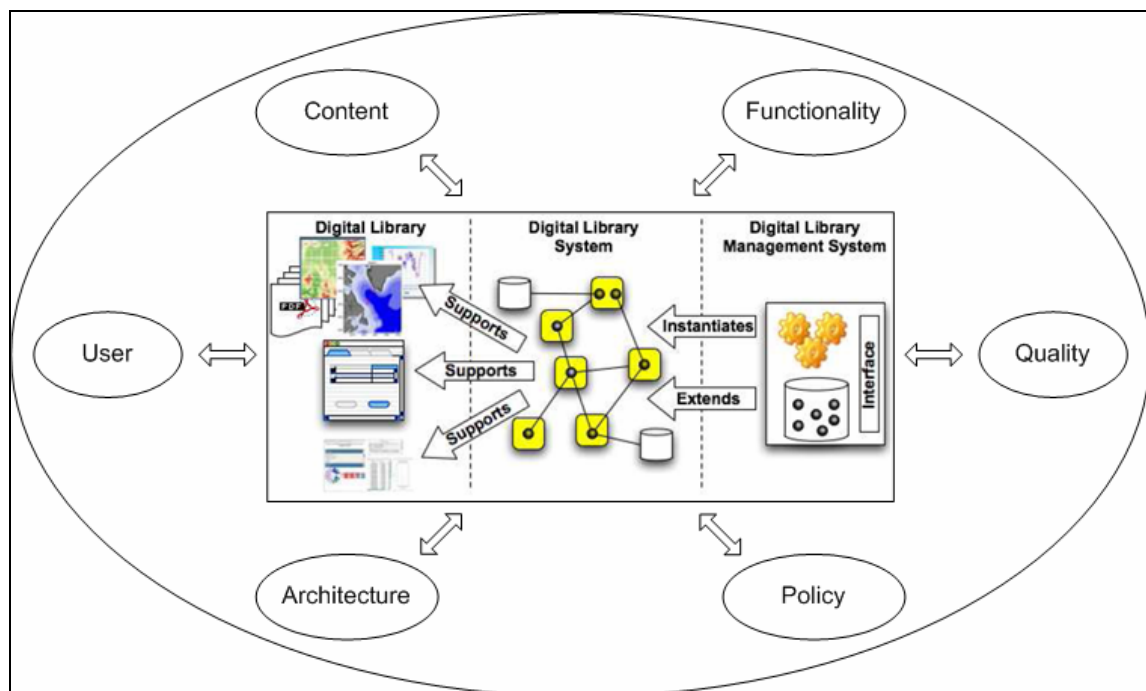 Content
Functionality
Digital Library
Digital Library
System
Digital Library
Management System
PDF
Supports
Instantiates
User
Supports
Interface
Quality
Extends
Supports
Architecture
Policy